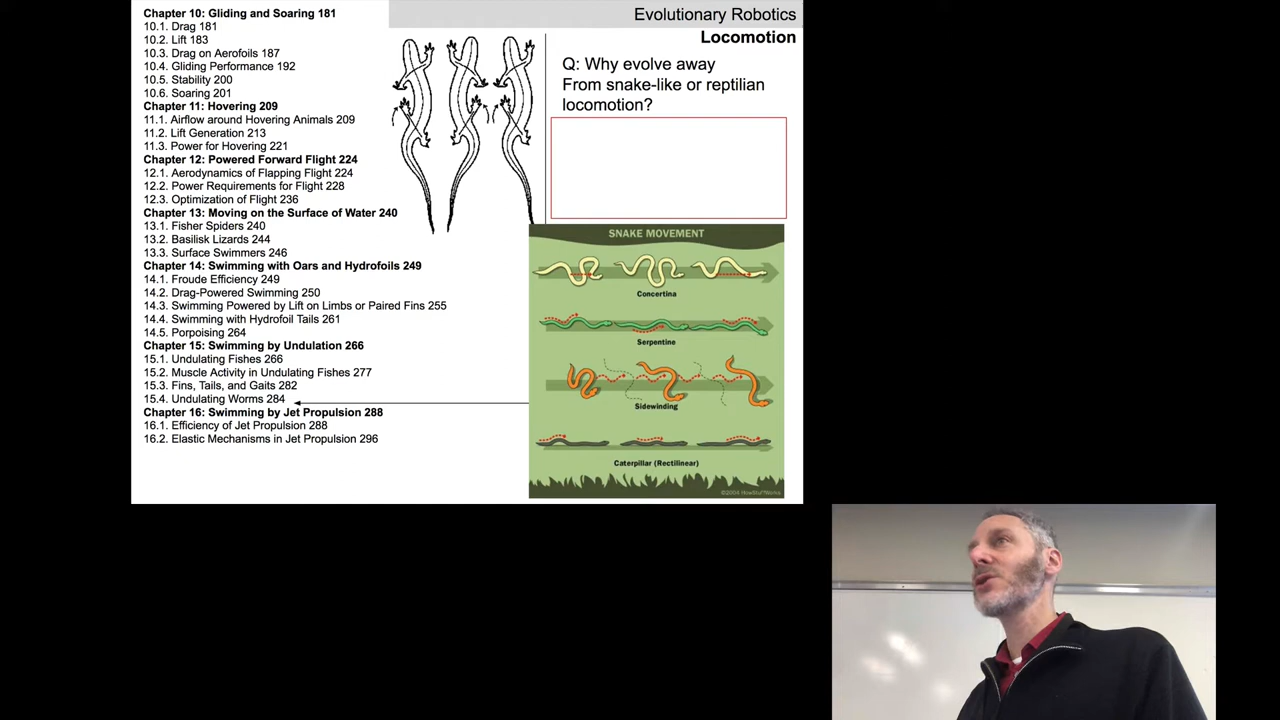 Chapter 10: Gliding and Soaring 181
10.1. Drag 181
10.2. Lift 183
10.3. Drag on Aerofoils 187
10.4. Gliding Performance 192
10.5. Stability 200
10.6. Soaring 201
Chapter 11: Hovering 209
11.1. Airflow around Hovering Animals 209
11.2. Lift Generation 213
11.3. Power for Hovering 221
Chapter 12: Powered Forward Flight 224
12.1. Aerodynamics of Flapping Flight 224
12.2. Power Requirements for Flight 228
12.3. Optimization of Flight 236
Chapter 13: Moving on the Surface of Water 240
13.1. Fisher Spiders 240
13.2. Basilisk Lizards 244
13.3. Surface Swimmers 246
Chapter 14: Swimming with Oars and Hydrofoils 249
14.1. Froude Efficiency 249
14.2. Drag-Powered Swimming 250
14.3. Swimming Powered by Lift on Limbs or Paired Fins 255
14.4. Swimming with Hydrofoil Tails 261
14.5. Porpoising 264
Chapter 15: Swimming by Undulation 266
15.1. Undulating Fishes 266
15.2. Muscle Activity in Undulating Fishes 277
15.3. Fins, Tails, and Gaits 282
15.4. Undulating Worms 284
Chapter 16: Swimming by Jet Propulsion 288
16.1. Efficiency of Jet Propulsion 288
16.2. Elastic Mechanisms in Jet Propulsion 296
Evolutionary Robotics
Locomotion
Q: Why evolve away
From snake-like or reptilian
locomotion?
SNAKE MOVEMENT
Concertina
Serpentine
Sidewinding
Caterpillar (Rectilinear)
HowStuffWorks